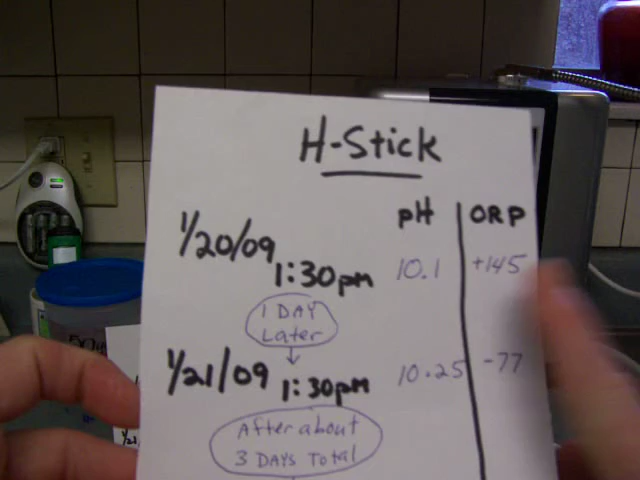 H-Stick
pH ORP
1/20/09 1:30pm 10.1 +145
1 DAY
Later
1/21/09 1:30pm 10.25 -77
After about
3 DAYS Total